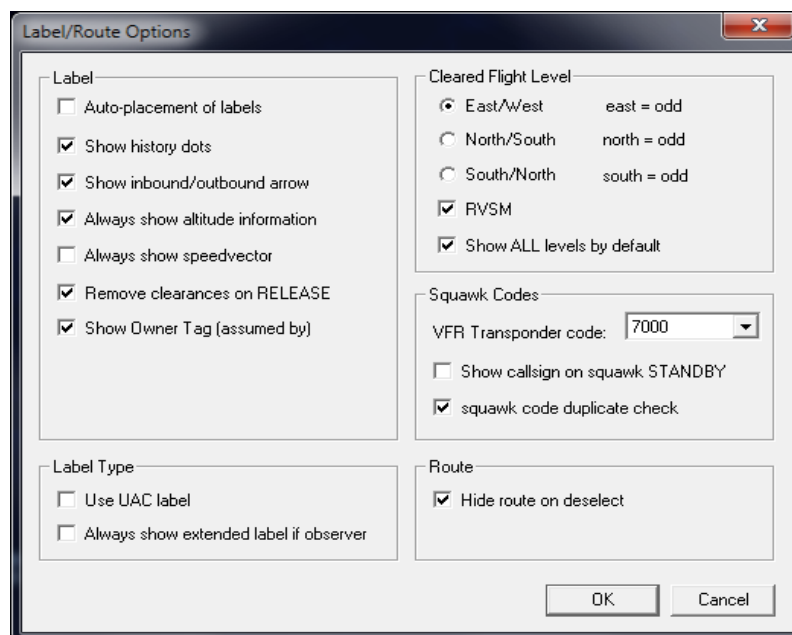 Label/Route Options
Label
Auto-placement of labels
Show history dots
Show inbound/outbound arrow
Always show altitude information
Always show speedvector
Remove clearances on RELEASE
Show Owner Tag (assumed by)
Cleared Flight Level
East/West east = odd
North/South north = odd
South/North south = odd
RVSM
Show ALL levels by default
Squawk Codes
VFR Transponder code: 7000
Show callsign on squawk STANDBY
squawk code duplicate check
Label Type
Use UAC label
Always show extended label if observer
Route
Hide route on deselect
OK Cancel